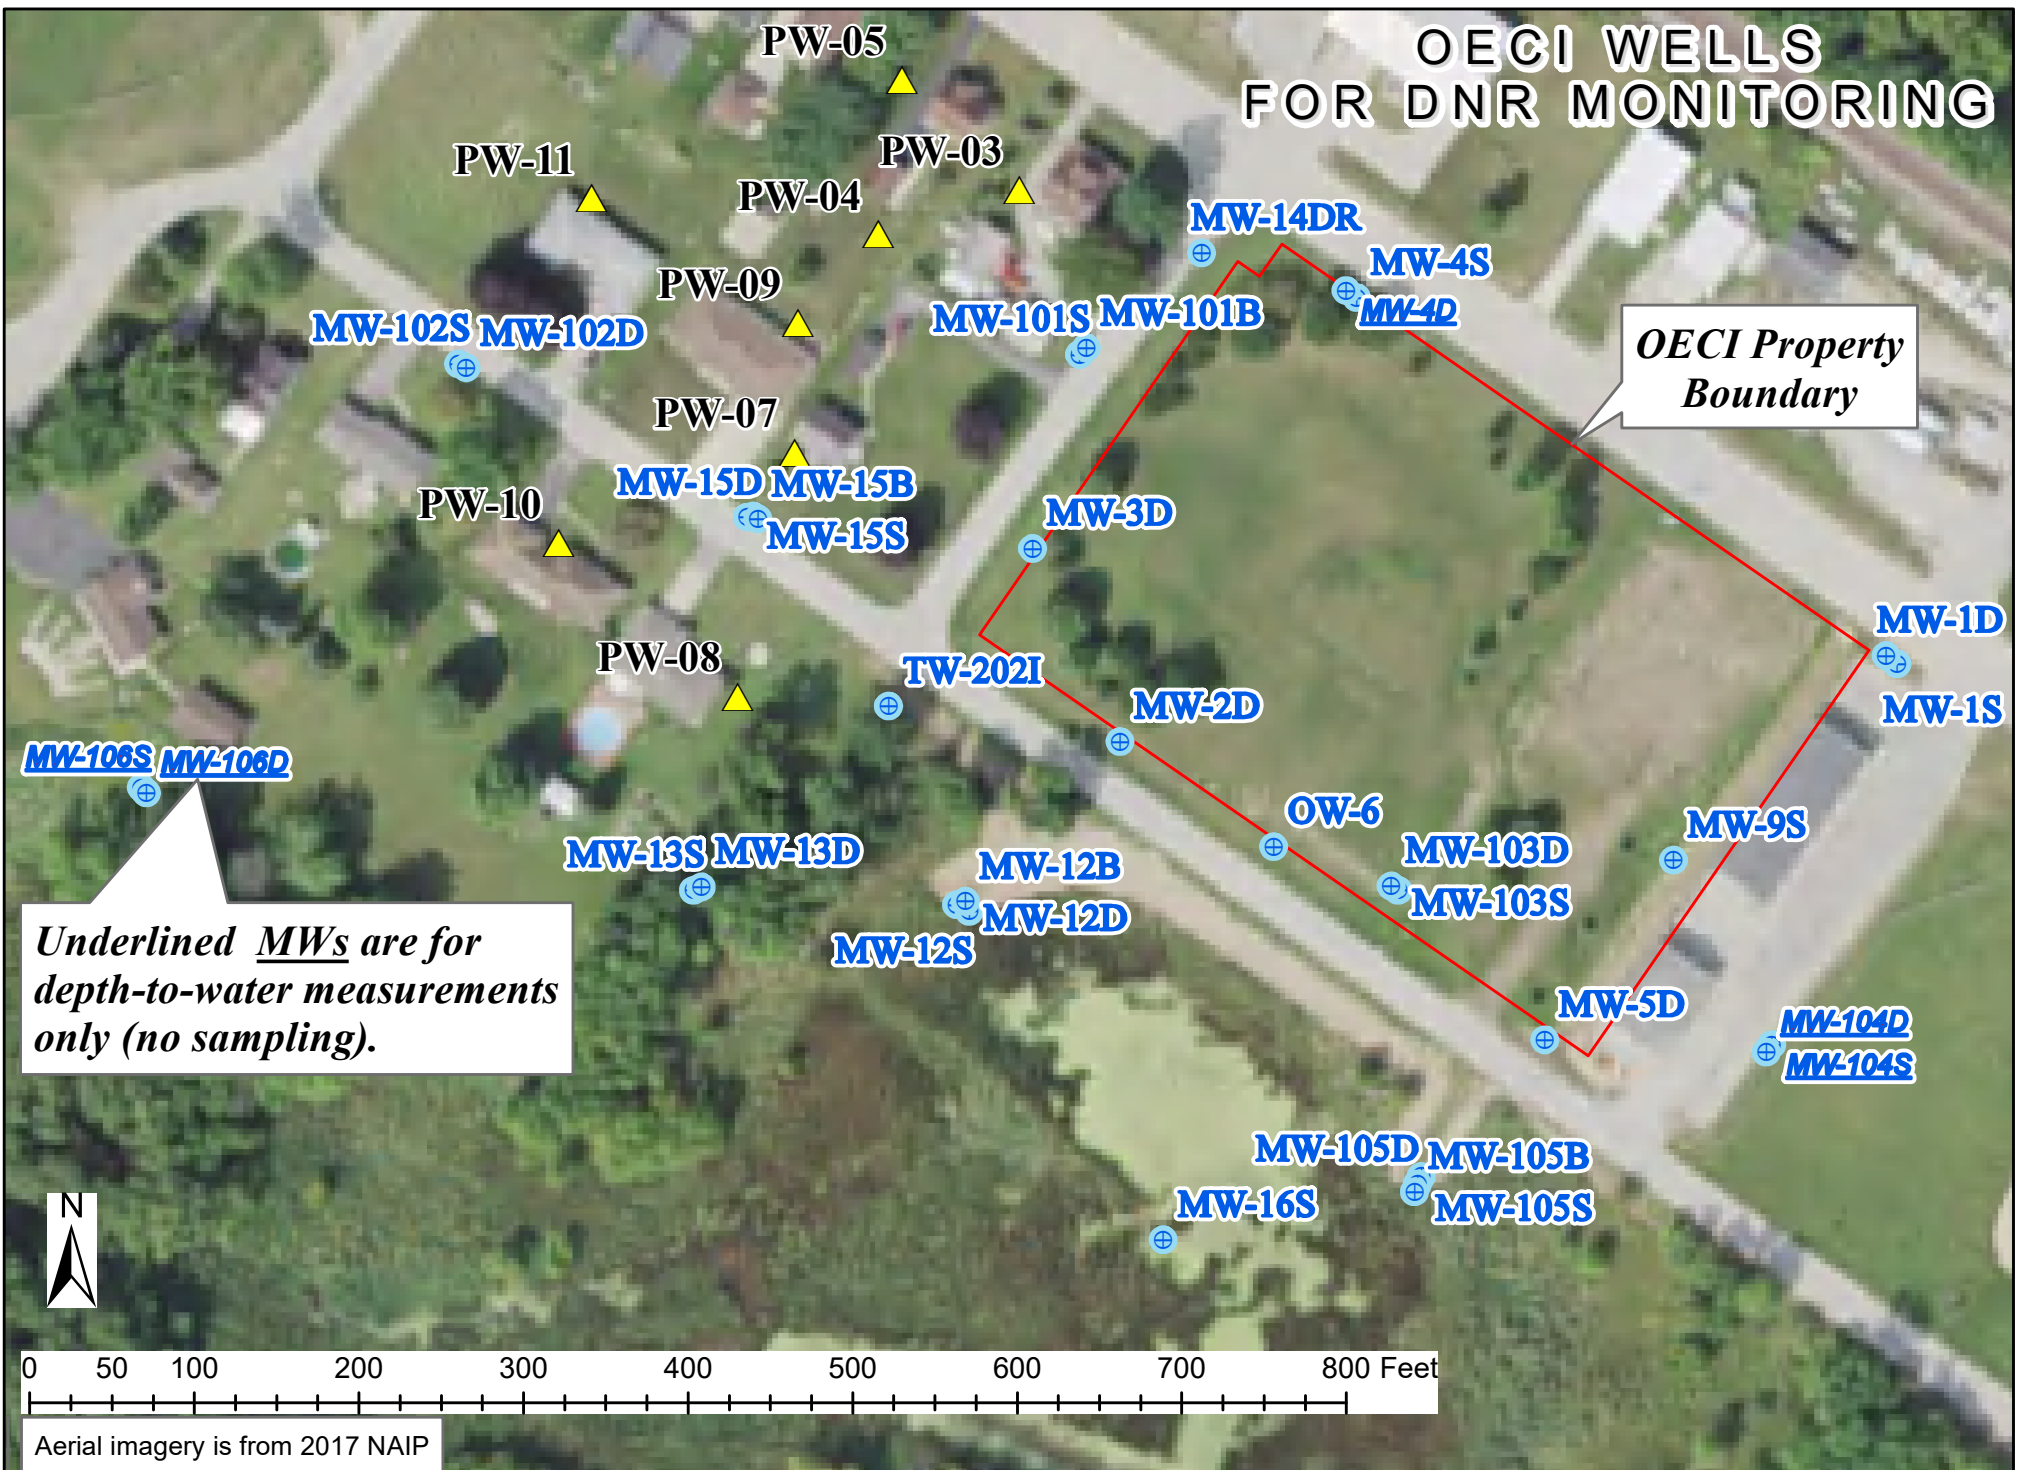 OECI WELLS
FOR DNR MONITORING
PW-05
PW-03
PW-11
PW-04
MW-14DR
MW-4S
MW-4D
PW-09
MW-101S MW-101B
MW-102S MW-102D
OECI Property
Boundary
PW-07
MW-15D MW-15B
MW-15S
PW-10
MW-3D
MW-1D
MW-1S
PW-08
TW-202I
MW-2D
MW-106S MW-106D
OW-6
MW-9S
MW-13S MW-13D
MW-12B
MW-12D
MW-12S
MW-103D
MW-103S
Underlined MWs are for
depth-to-water measurements
only (no sampling).
MW-5D
MW-104D
MW-104S
MW-105D MW-105B
MW-105S
MW-16S
N
0 50 100 200 300 400 500 600 700 800 Feet
Aerial imagery is from 2017 NAIP